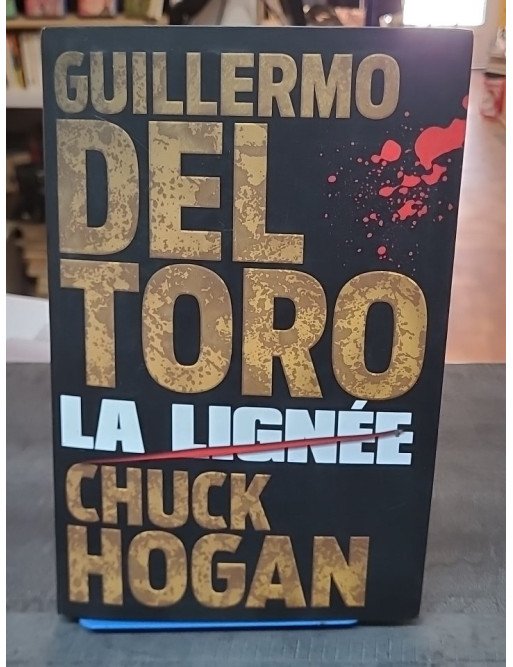 GUILLERMO
DEL
TORO
LA LIGNÉE
CHUCK
HOGAN